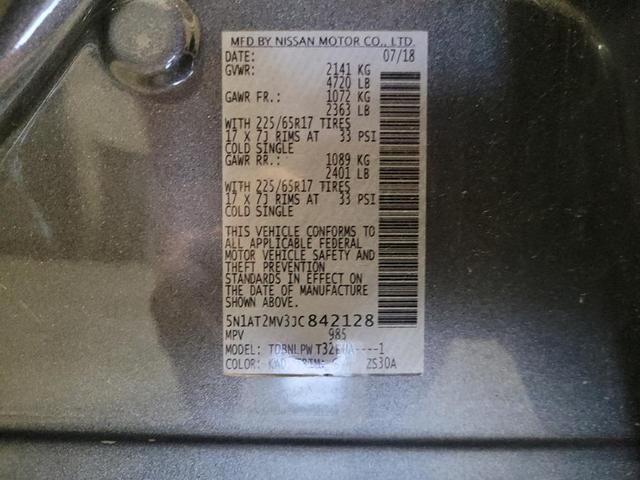 MFD BY NISSAN MOTOR CO., LTD.
DATE: 07/18
GVWR: 2141 KG
4720 LB
GAWR FR.: 1072 KG
2363 LB
WITH 225/65R17 TIRES
17 X 7J RIMS AT 33 PSI
COLD SINGLE
GAWR RR.: 1089 KG
2401 LB
WITH 225/65R17 TIRES
17 X 7J RIMS AT 33 PSI
COLD SINGLE
THIS VEHICLE CONFORMS TO
ALL APPLICABLE FEDERAL
MOTOR VEHICLE SAFETY AND
THEFT PREVENTION
STANDARDS IN EFFECT ON
THE DATE OF MANUFACTURE
SHOWN ABOVE.
5N1AT2MV3JC842128
MPV 985
MODEL:
COLOR: TRIM: ZS30A